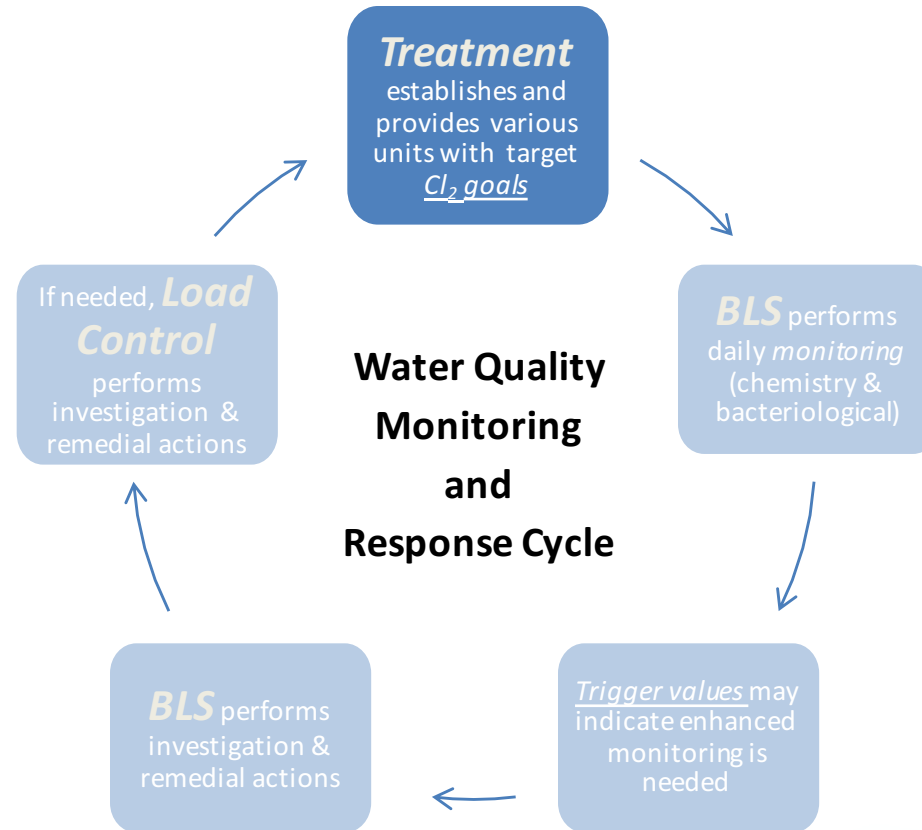 Treatment
establishes and
provides various
units with target
Cl₂ goals
BLS performs
daily monitoring
(chemistry &
bacteriological)
Trigger values may
indicate enhanced
monitoring is
needed
BLS performs
investigation &
remedial actions
If needed, Load
Control
performs
investigation &
remedial actions
Water Quality
Monitoring
and
Response Cycle